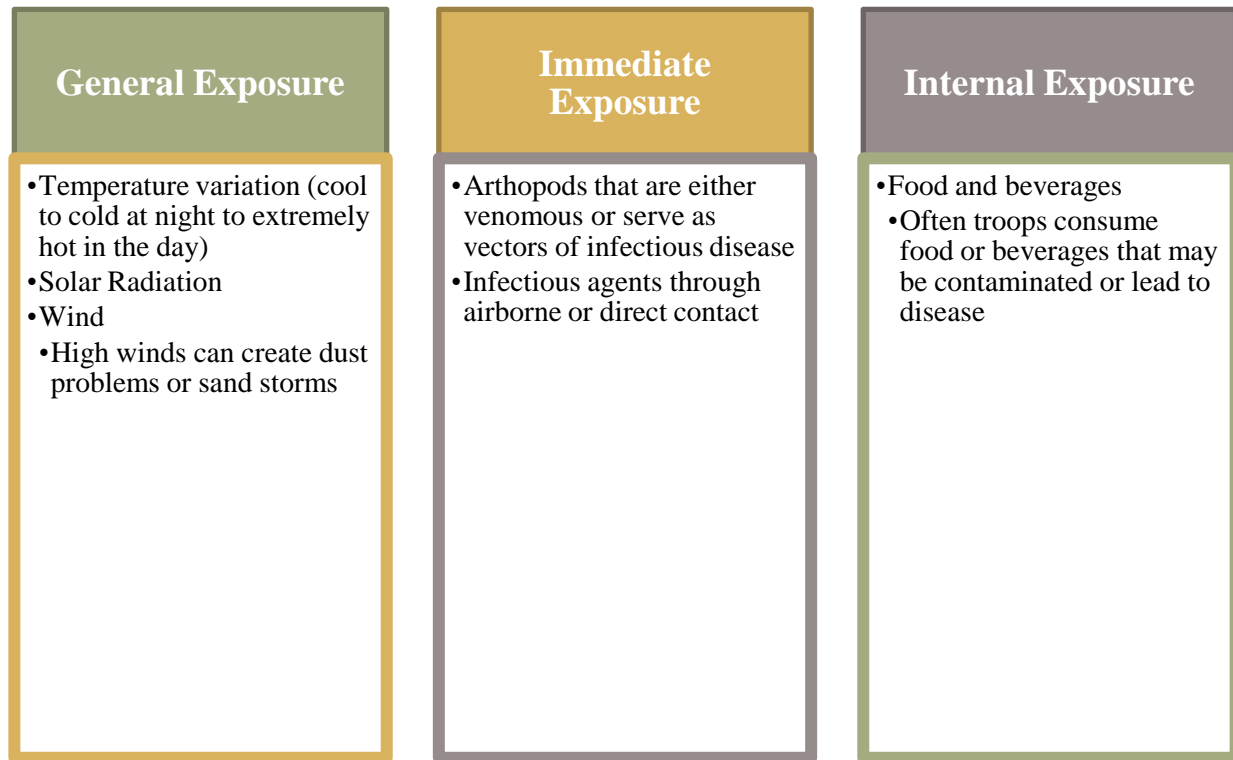 General Exposure
•Temperature variation (cool
to cold at night to extremely
hot in the day)
•Solar Radiation
•Wind
•High winds can create dust
problems or sand storms
Immediate
Exposure
•Arthopods that are either
venomous or serve as
vectors of infectious disease
•Infectious agents through
airborne or direct contact
Internal Exposure
•Food and beverages
•Often troops consume
food or beverages that may
be contaminated or lead to
disease